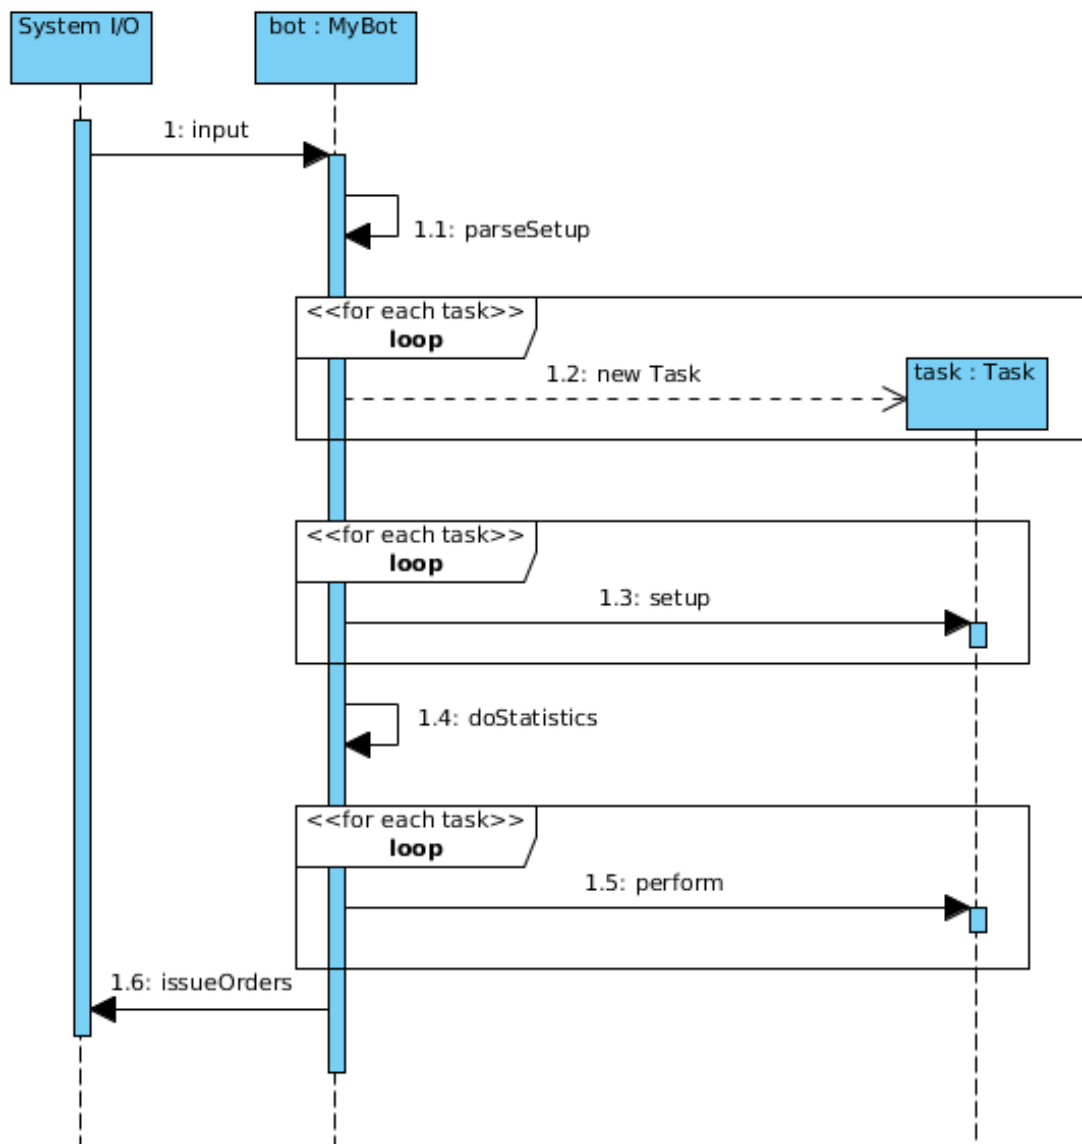 System I/O
bot : MyBot
1: input
1.1: parseSetup
<<for each task>>
loop
1.2: new Task
task : Task
<<for each task>>
loop
1.3: setup
1.4: doStatistics
<<for each task>>
loop
1.5: perform
1.6: issueOrders